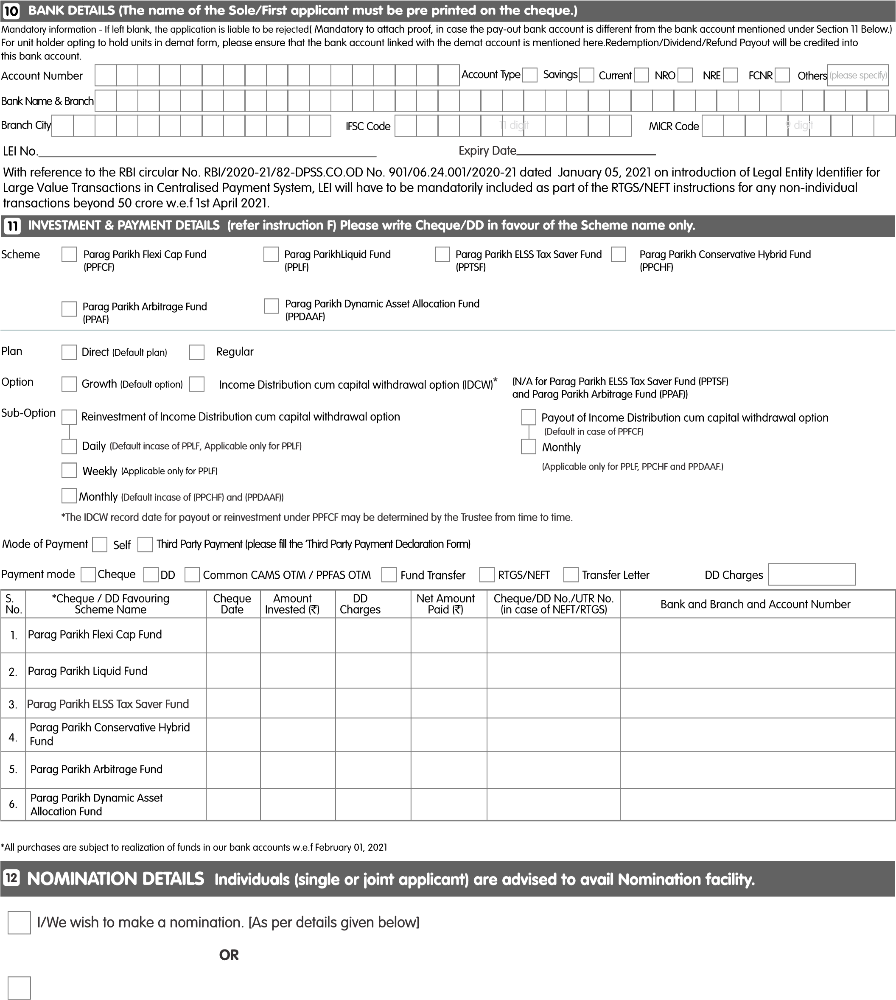 10 BANK DETAILS (The name of the Sole/First applicant must be pre printed on the cheque.)
Mandatory information - If left blank, the application is liable to be rejected( Mandatory to attach proof, in case the pay-out bank account is different from the bank account mentioned under Section 11 Below.)
For unit holder opting to hold units in demat form, please ensure that the bank account linked with the demat account is mentioned here.Redemption/Dividend/Refund Payout will be credited into
this bank account.
Account Number Account Type Savings Current NRO NRE FCNR Others (please specify)
Bank Name & Branch
Branch City IFSC Code 11 digit MICR Code 9 digit
LEI No. Expiry Date
With reference to the RBI circular No. RBI/2020-21/82-DPSS.CO.OD No. 901/06.24.001/2020-21 dated January 05, 2021 on introduction of Legal Entity Identifier for
Large Value Transactions in Centralised Payment System, LEI will have to be mandatorily included as part of the RTGS/NEFT instructions for any non-individual
transactions beyond 50 crore w.e.f 1st April 2021.
11 INVESTMENT & PAYMENT DETAILS (refer instruction F) Please write Cheque/DD in favour of the Scheme name only.
Scheme Parag Parikh Flexi Cap Fund Parag ParikhLiquid Fund Parag Parikh ELSS Tax Saver Fund Parag Parikh Conservative Hybrid Fund
(PPFCF) (PPLF) (PPTSF) (PPCHF)
Parag Parikh Arbitrage Fund Parag Parikh Dynamic Asset Allocation Fund
(PPAF) (PPDAAF)
Plan Direct (Default plan) Regular
Option Growth (Default option) Income Distribution cum capital withdrawal option (IDCW)* (N/A for Parag Parikh ELSS Tax Saver Fund (PPTSF)
and Parag Parikh Arbitrage Fund (PPAF))
Sub-Option Reinvestment of Income Distribution cum capital withdrawal option Payout of Income Distribution cum capital withdrawal option
(Default in case of PPFCF)
Daily (Default incase of PPLF, Applicable only for PPLF) Monthly
Weekly (Applicable only for PPLF) (Applicable only for PPLF, PPCHF and PPDAAF.)
Monthly (Default incase of (PPCHF) and (PPDAAF))
*The IDCW record date for payout or reinvestment under PPFCF may be determined by the Trustee from time to time.
Mode of Payment Self Third Party Payment (please fill the 'Third Party Payment Declaration Form)
Payment mode Cheque DD Common CAMS OTM / PPFAS OTM Fund Transfer RTGS/NEFT Transfer Letter DD Charges
S. *Cheque / DD Favouring Cheque Amount DD Net Amount Cheque/DD No./UTR No. Bank and Branch and Account Number
No. Scheme Name Date Invested (₹) Charges Paid (₹) (in case of NEFT/RTGS)
1. Parag Parikh Flexi Cap Fund
2. Parag Parikh Liquid Fund
3. Parag Parikh ELSS Tax Saver Fund
4. Parag Parikh Conservative Hybrid
Fund
5. Parag Parikh Arbitrage Fund
6. Parag Parikh Dynamic Asset
Allocation Fund
*All purchases are subject to realization of funds in our bank accounts w.e.f February 01, 2021
12 NOMINATION DETAILS Individuals (single or joint applicant) are advised to avail Nomination facility.
I/We wish to make a nomination. [As per details given below]
OR